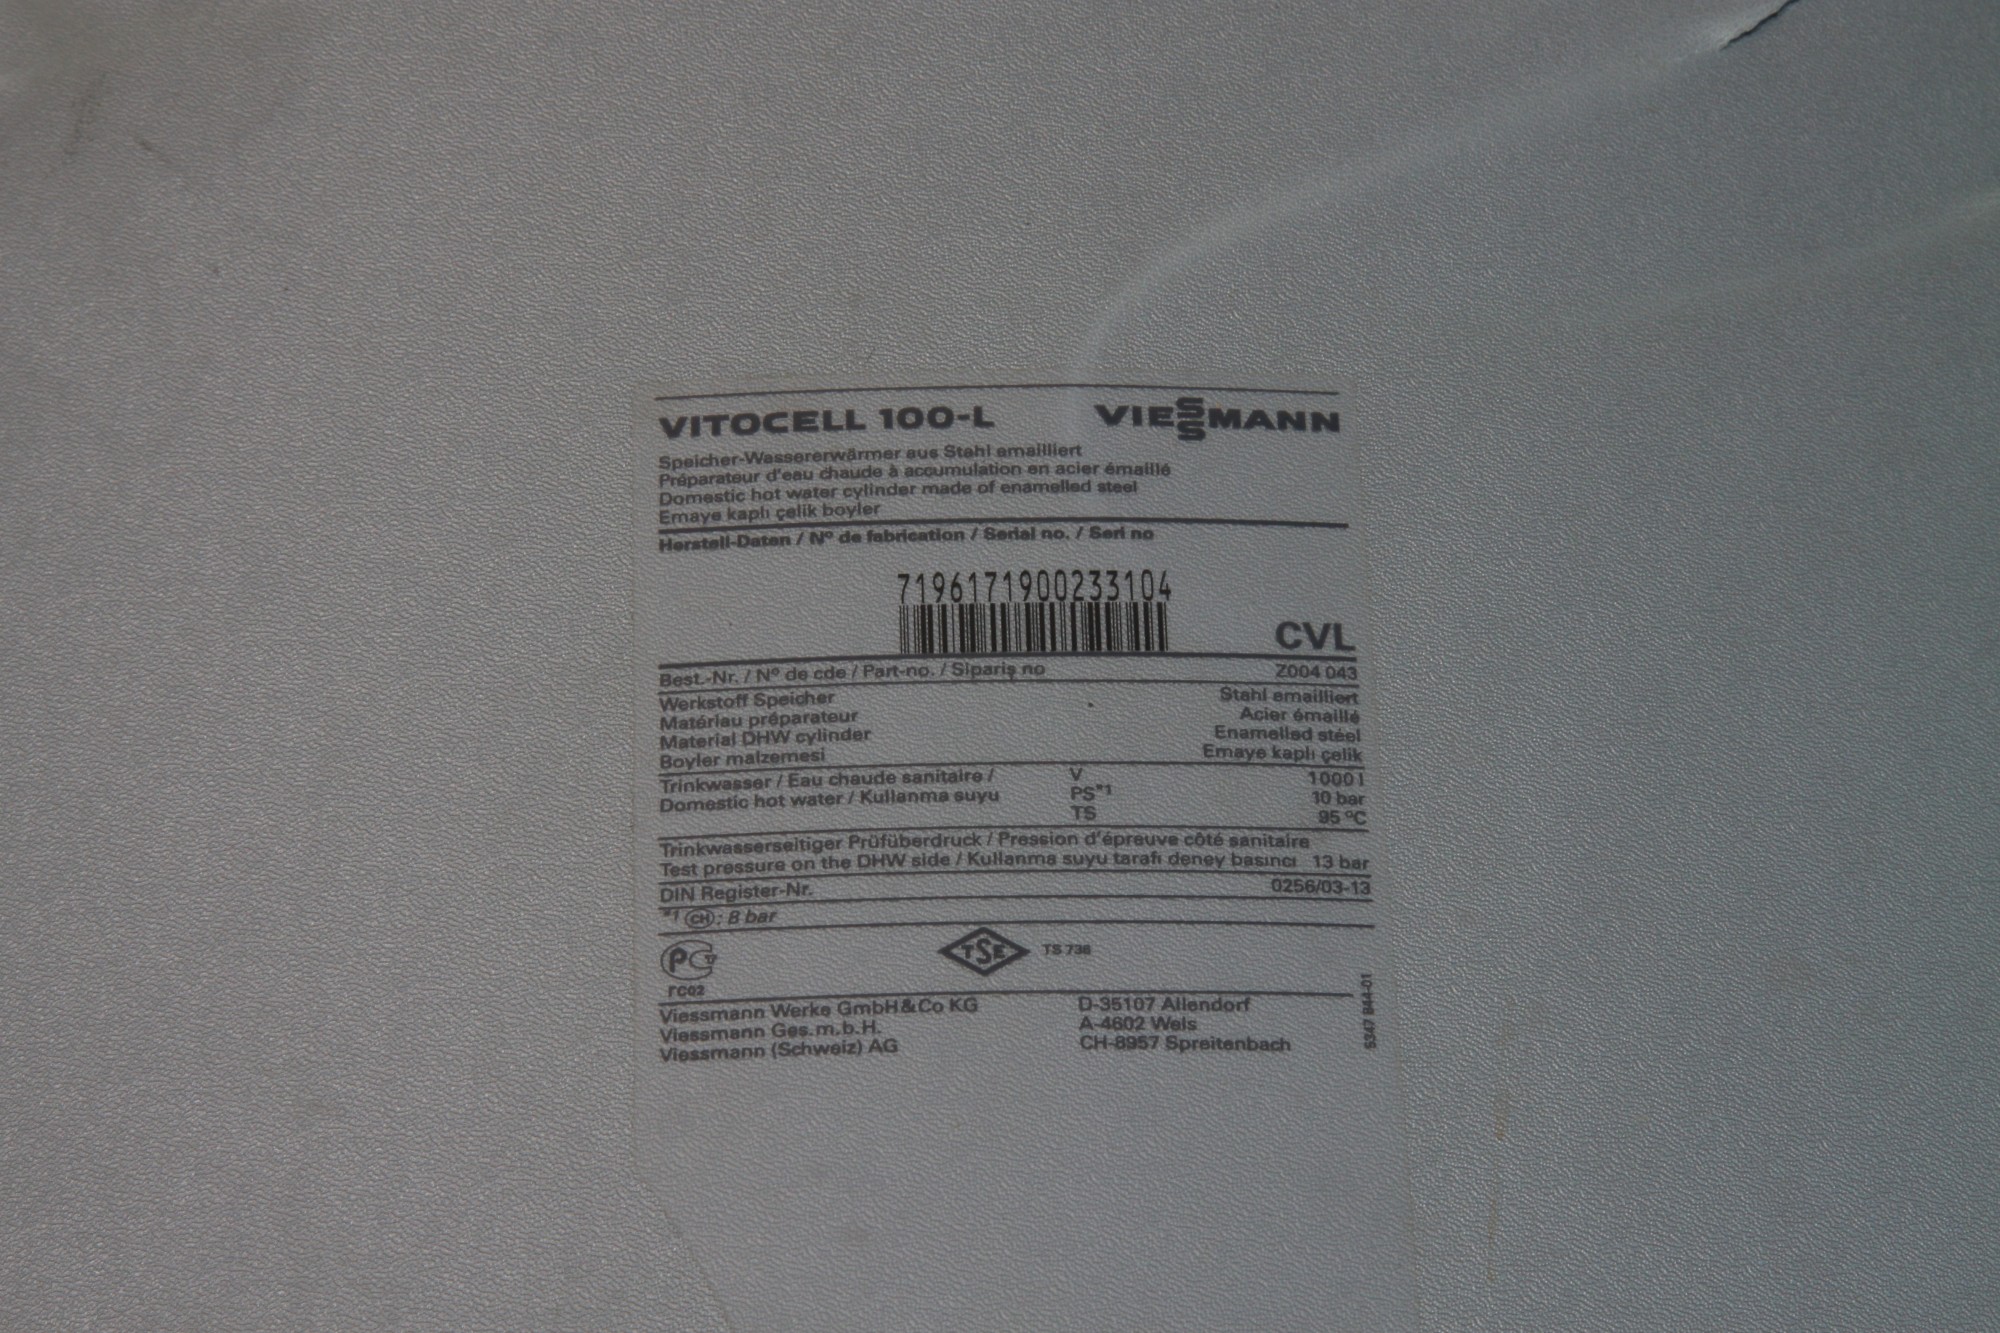 VITOCELL 100-L VIESSMANN
Speicher-Wassererwärmer aus Stahl emailliert
Préparateur d'eau chaude à accumulation en acier émaillé
Domestic hot water cylinder made of enamelled steel
Emaye kaplı çelik boyler
Herstell-Daten / Nº de fabrication / Serial no. / Seri no
7196171900233104
CVL
Best.-Nr. / Nº de cde / Part-no. / Sipariş no Z004 043
Werkstoff Speicher Stahl emailliert
Matériau préparateur Acier émaillé
Material DHW cylinder Enamelled steel
Boyler malzemesi Emaye kaplı çelik
Trinkwasser / Eau chaude sanitaire / V 1000 l
Domestic hot water / Kullanma suyu PS*1 10 bar
TS 95 °C
Trinkwasserseitiger Prüfüberdruck / Pression d'épreuve côté sanitaire
Test pressure on the DHW side / Kullanma suyu tarafı deney basıncı 13 bar
DIN Register-Nr. 0256/03-13
*1 CH: 8 bar
TSE TS 736
ГC02
Viessmann Werke GmbH&Co KG D-35107 Allendorf
Viessmann Ges.m.b.H. A-4602 Wels
Viessmann (Schweiz) AG CH-8957 Spreitenbach
5347 844-01